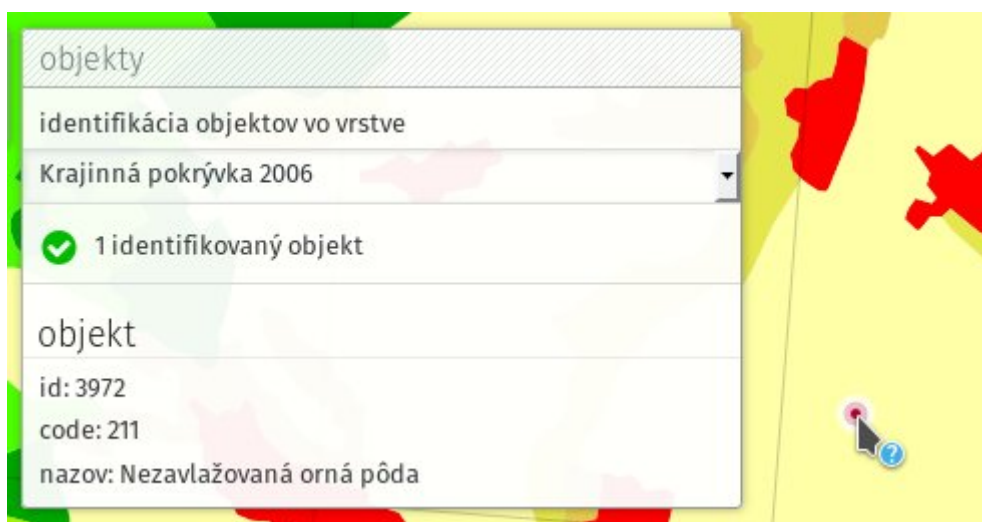 objekty
identifikácia objektov vo vrstve
Krajinná pokrývka 2006
1 identifikovaný objekt
objekt
id: 3972
code: 211
nazov: Nezavlažovaná orná pôda
?